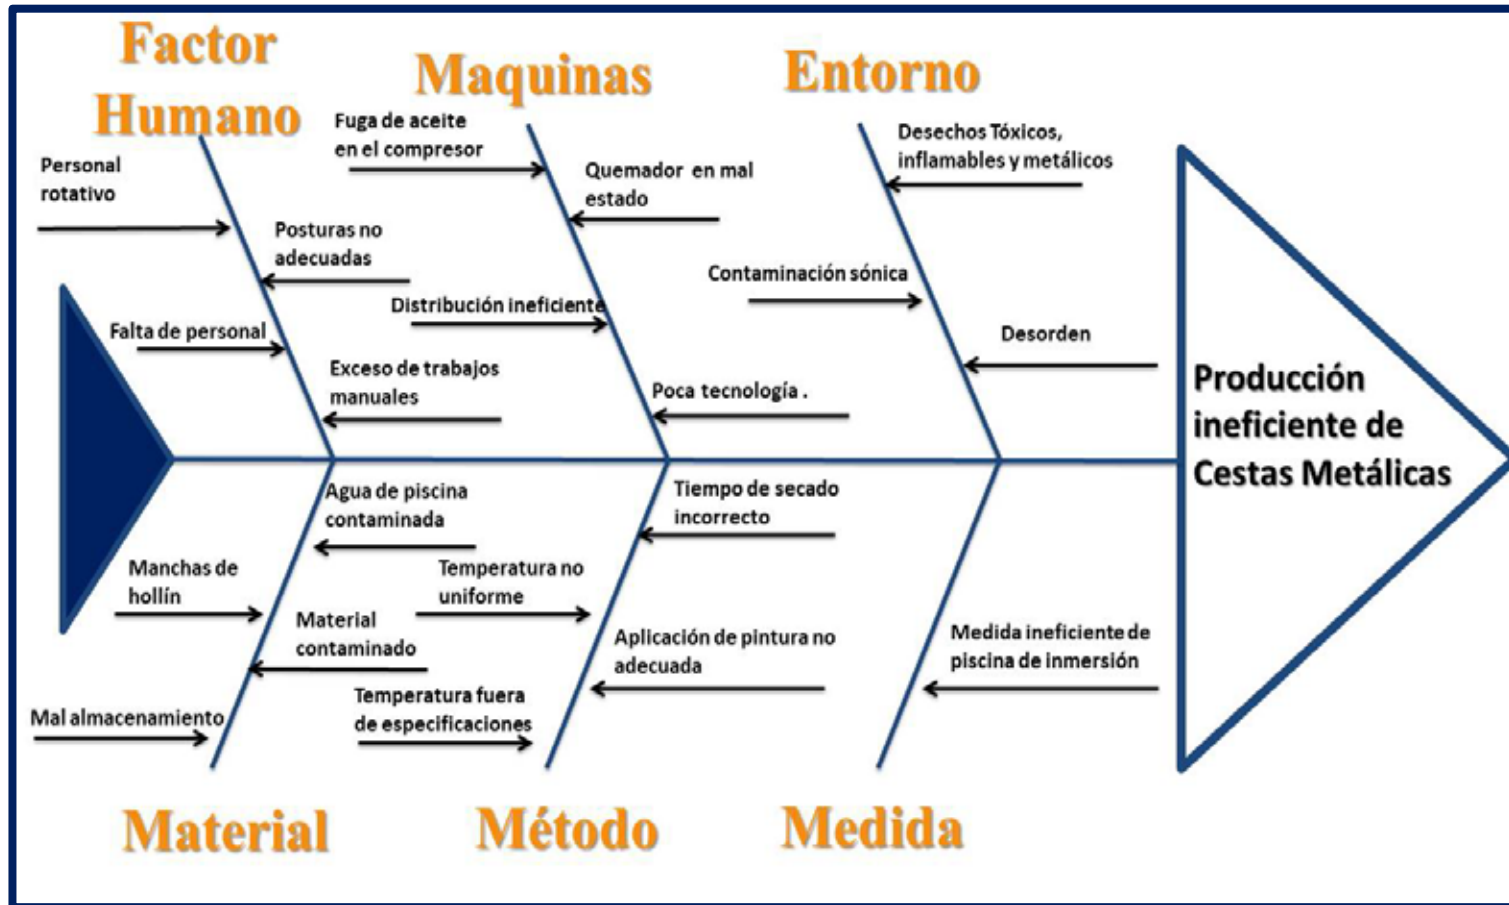 Factor
Humano
Maquinas
Entorno
Personal
rotativo
Posturas no
adecuadas
Falta de personal
Exceso de trabajos
manuales
Fuga de aceite
en el compresor
Quemador en mal
estado
Distribución ineficiente
Poca tecnología .
Desechos Tóxicos,
inflamables y metálicos
Contaminación sónica
Desorden
Producción
ineficiente de
Cestas Metálicas
Agua de piscina
contaminada
Manchas de
hollín
Material
contaminado
Mal almacenamiento
Tiempo de secado
incorrecto
Temperatura no
uniforme
Aplicación de pintura no
adecuada
Temperatura fuera
de especificaciones
Medida ineficiente de
piscina de inmersión
Material
Método
Medida